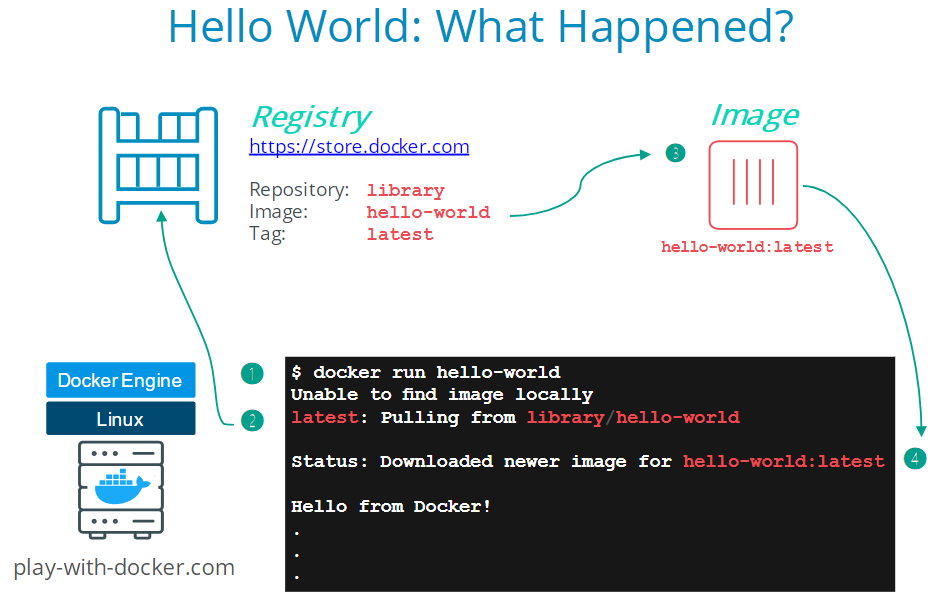 Hello World: What Happened?
Registry
https://store.docker.com
Repository: library
Image: hello-world
Tag: latest
3
Image
hello-world:latest
Docker Engine
Linux
play-with-docker.com
1
2
$ docker run hello-world
Unable to find image locally
latest: Pulling from library/hello-world
Status: Downloaded newer image for hello-world:latest
4
Hello from Docker!
.
.
.